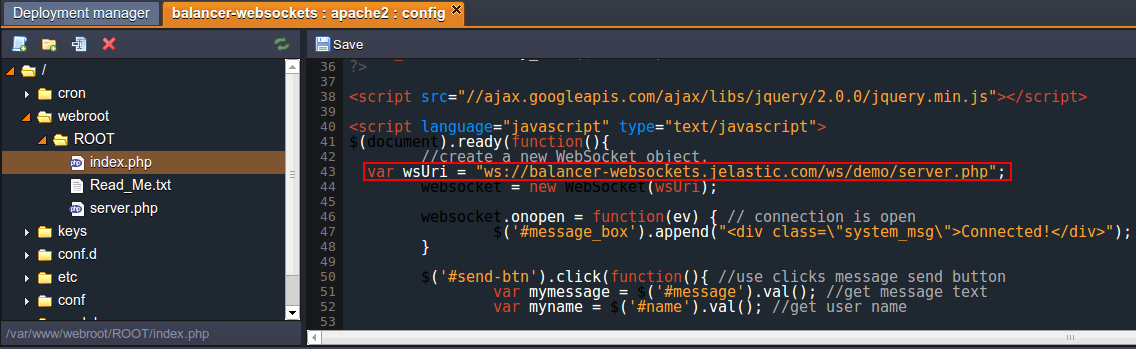 Deployment manager
balancer-websockets : apache2 : config
Save
/
cron
webroot
ROOT
index.php
Read_Me.txt
server.php
keys
conf.d
etc
conf
/var/www/webroot/ROOT/index.php
36 ?>
37
38 <script src="//ajax.googleapis.com/ajax/libs/jquery/2.0.0/jquery.min.js"></script>
39
40 <script language="javascript" type="text/javascript">
41 $(document).ready(function(){
42 //create a new WebSocket object.
43 var wsUri = "ws://balancer-websockets.jelastic.com/ws/demo/server.php";
44 websocket = new WebSocket(wsUri);
45
46 websocket.onopen = function(ev) { // connection is open
47 $('#message_box').append("<div class=\"system_msg\">Connected!</div>");
48 }
49
50 $('#send-btn').click(function(){ //use clicks message send button
51 var mymessage = $('#message').val(); //get message text
52 var myname = $('#name').val(); //get user name
53